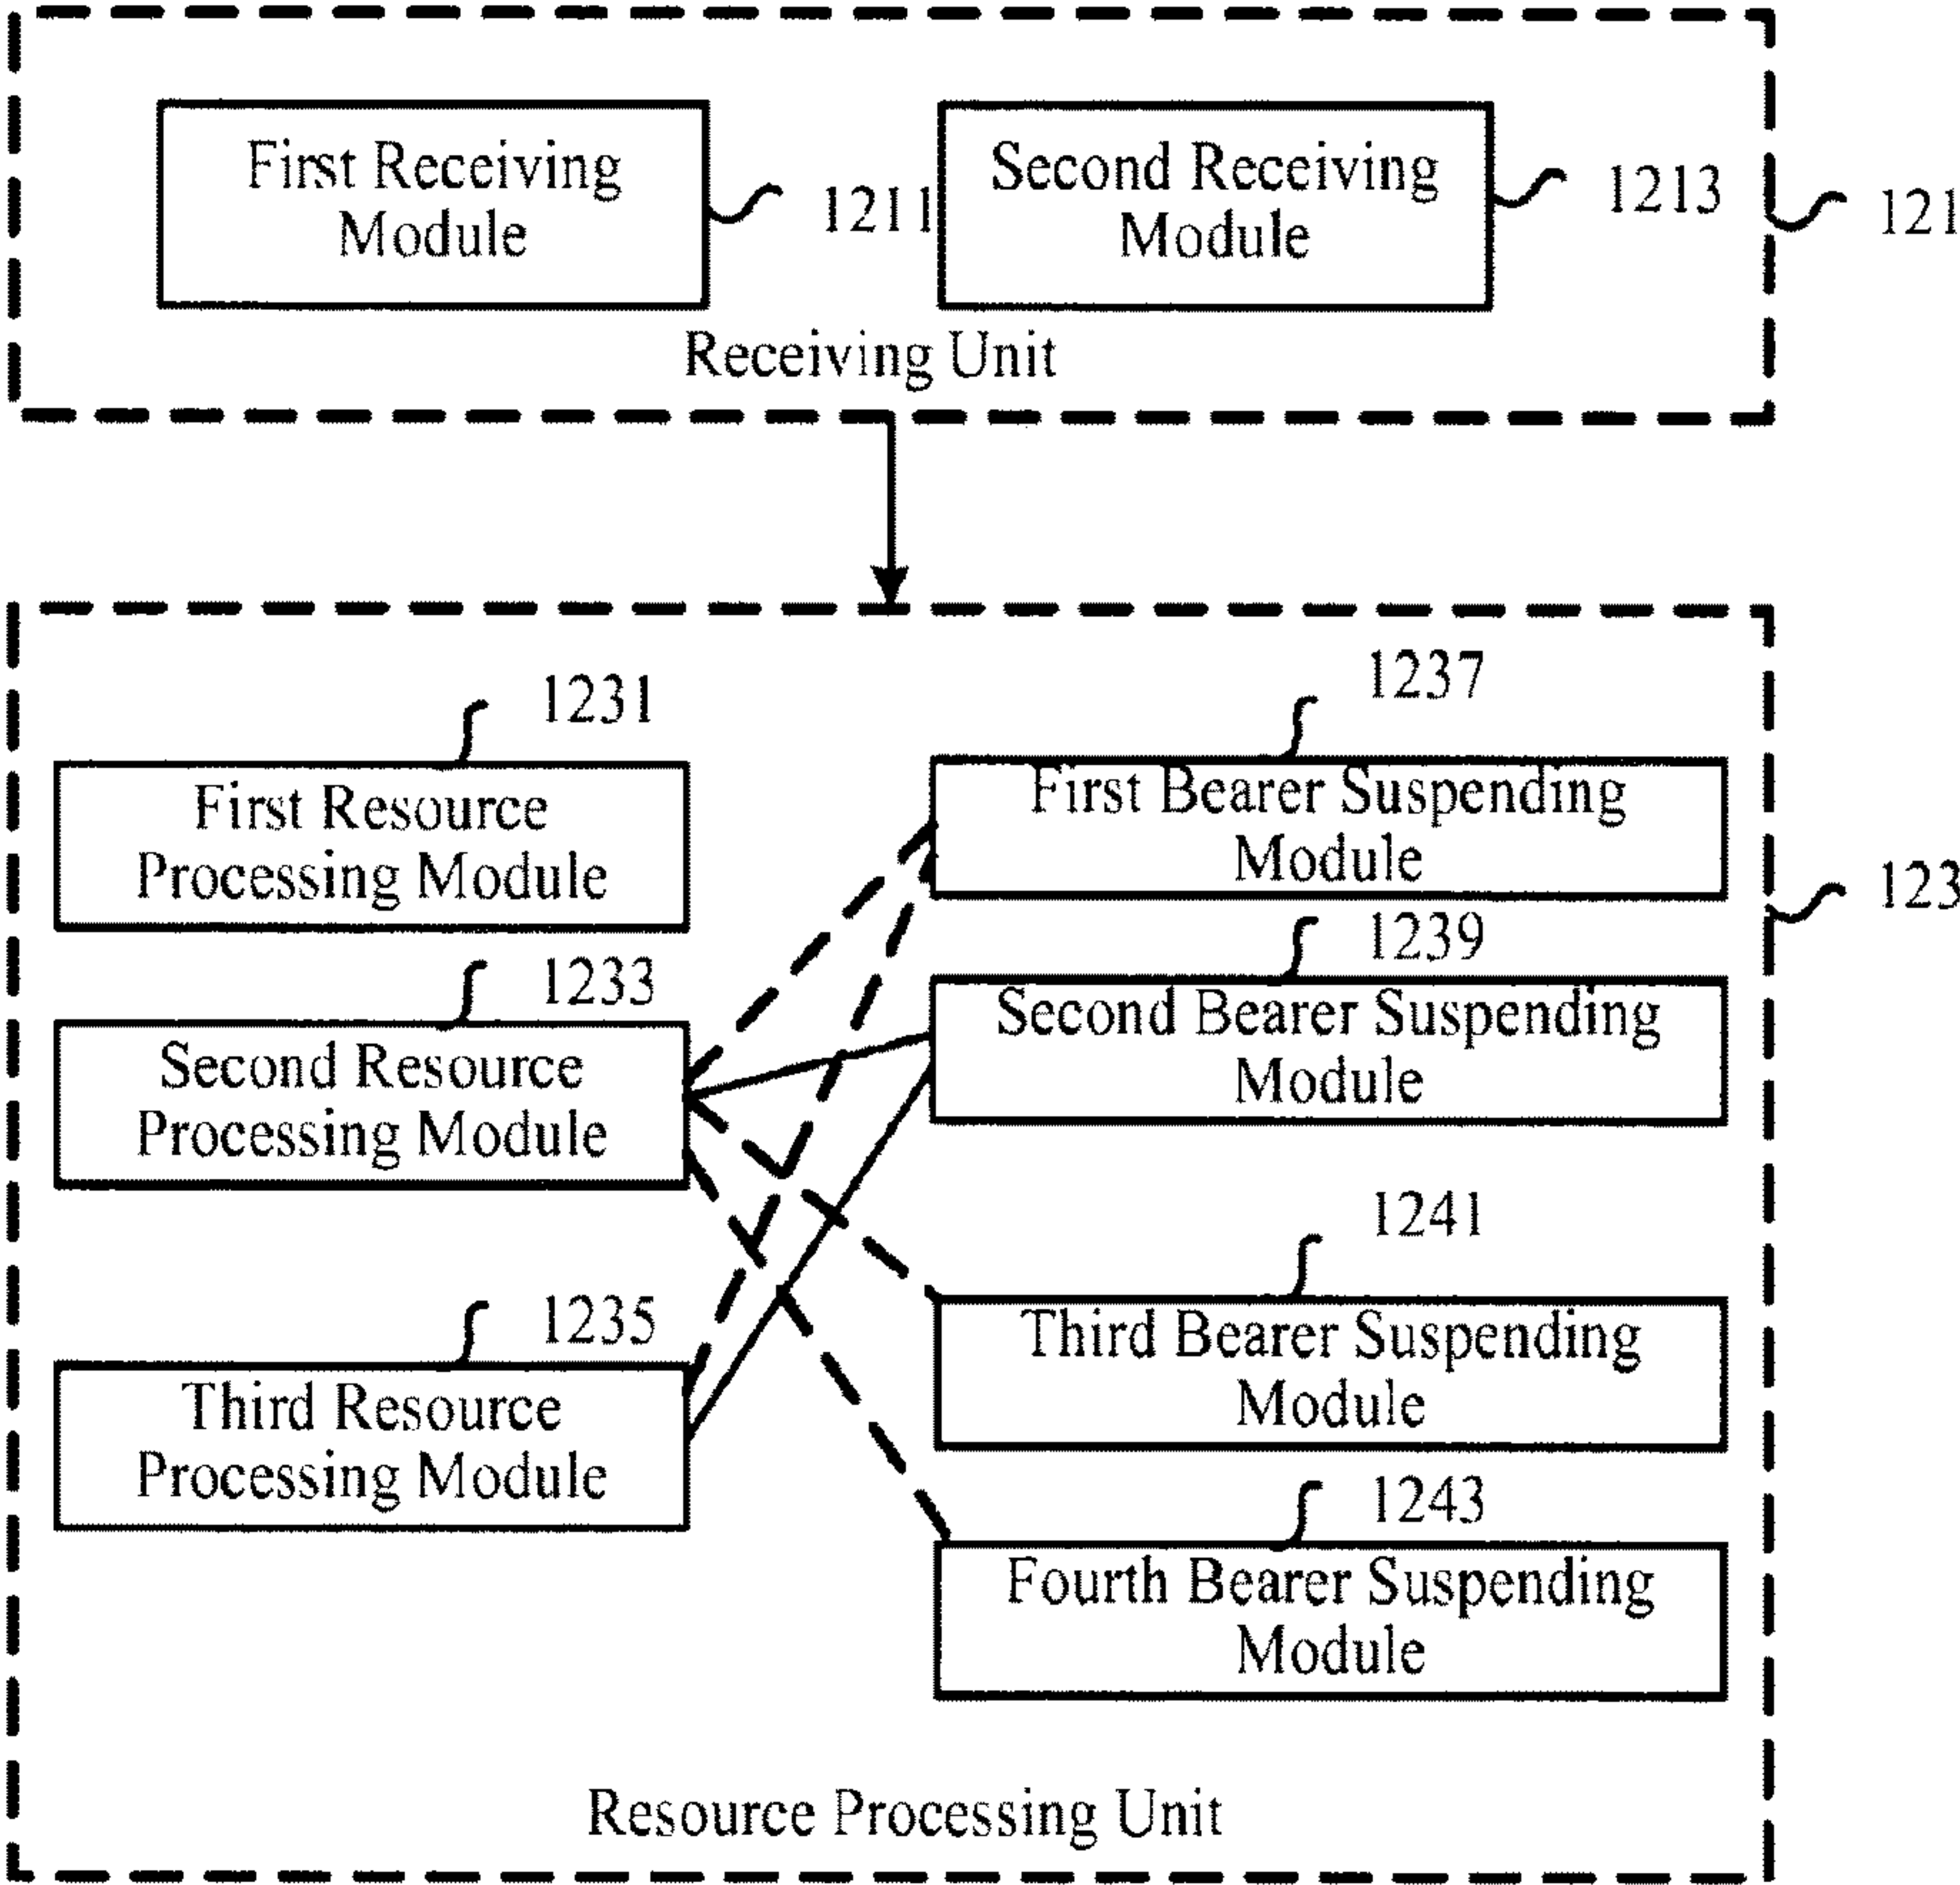 First Receiving
Module
1211
Second Receiving
Module
1213
121
Receiving Unit
1231
First Resource
Processing Module
1233
Second Resource
Processing Module
1235
Third Resource
Processing Module
1237
First Bearer Suspending
Module
1239
Second Bearer Suspending
Module
1241
Third Bearer Suspending
Module
1243
Fourth Bearer Suspending
Module
123
Resource Processing Unit